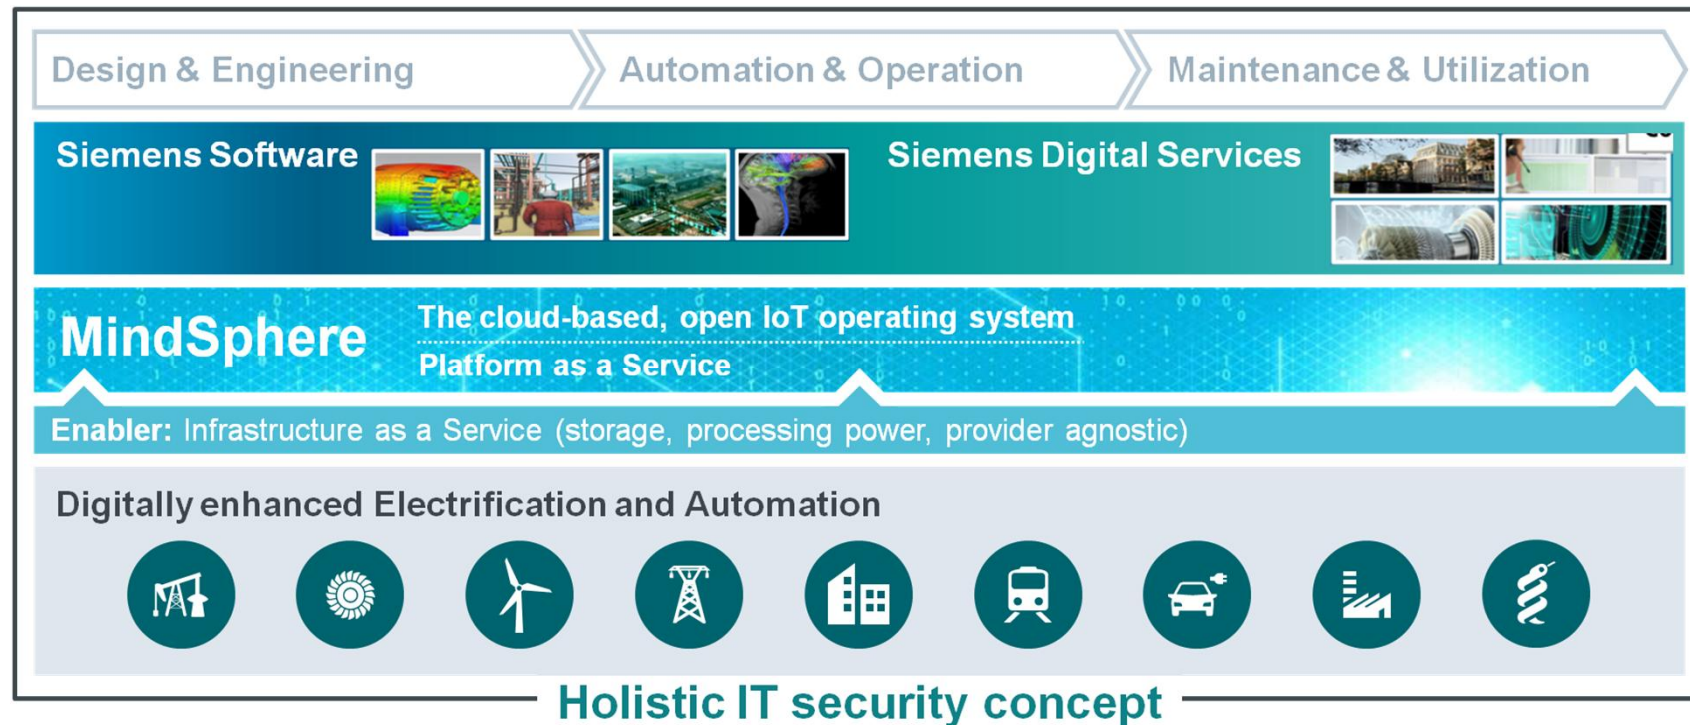 Design & Engineering
Automation & Operation
Maintenance & Utilization
Siemens Software
Siemens Digital Services
MindSphere
The cloud-based, open IoT operating system
Platform as a Service
Enabler: Infrastructure as a Service (storage, processing power, provider agnostic)
Digitally enhanced Electrification and Automation
Holistic IT security concept